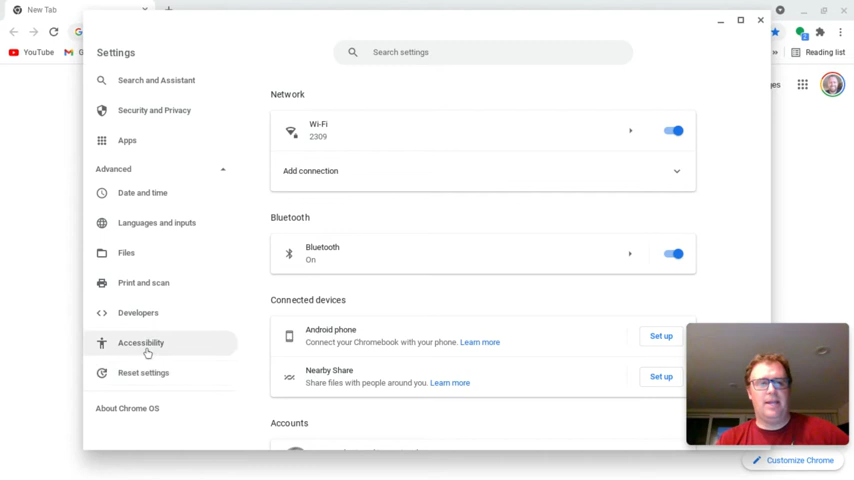 New Tab
YouTube
G
Reading list
ges
Settings
Search settings
Search and Assistant
Security and Privacy
Apps
Advanced
Date and time
Languages and inputs
Files
Print and scan
Developers
Accessibility
Reset settings
About Chrome OS
Network
Wi-Fi
2309
Add connection
Bluetooth
Bluetooth
On
Connected devices
Android phone
Connect your Chromebook with your phone. Learn more
Set up
Nearby Share
Share files with people around you. Learn more
Set up
Accounts
Customize Chrome